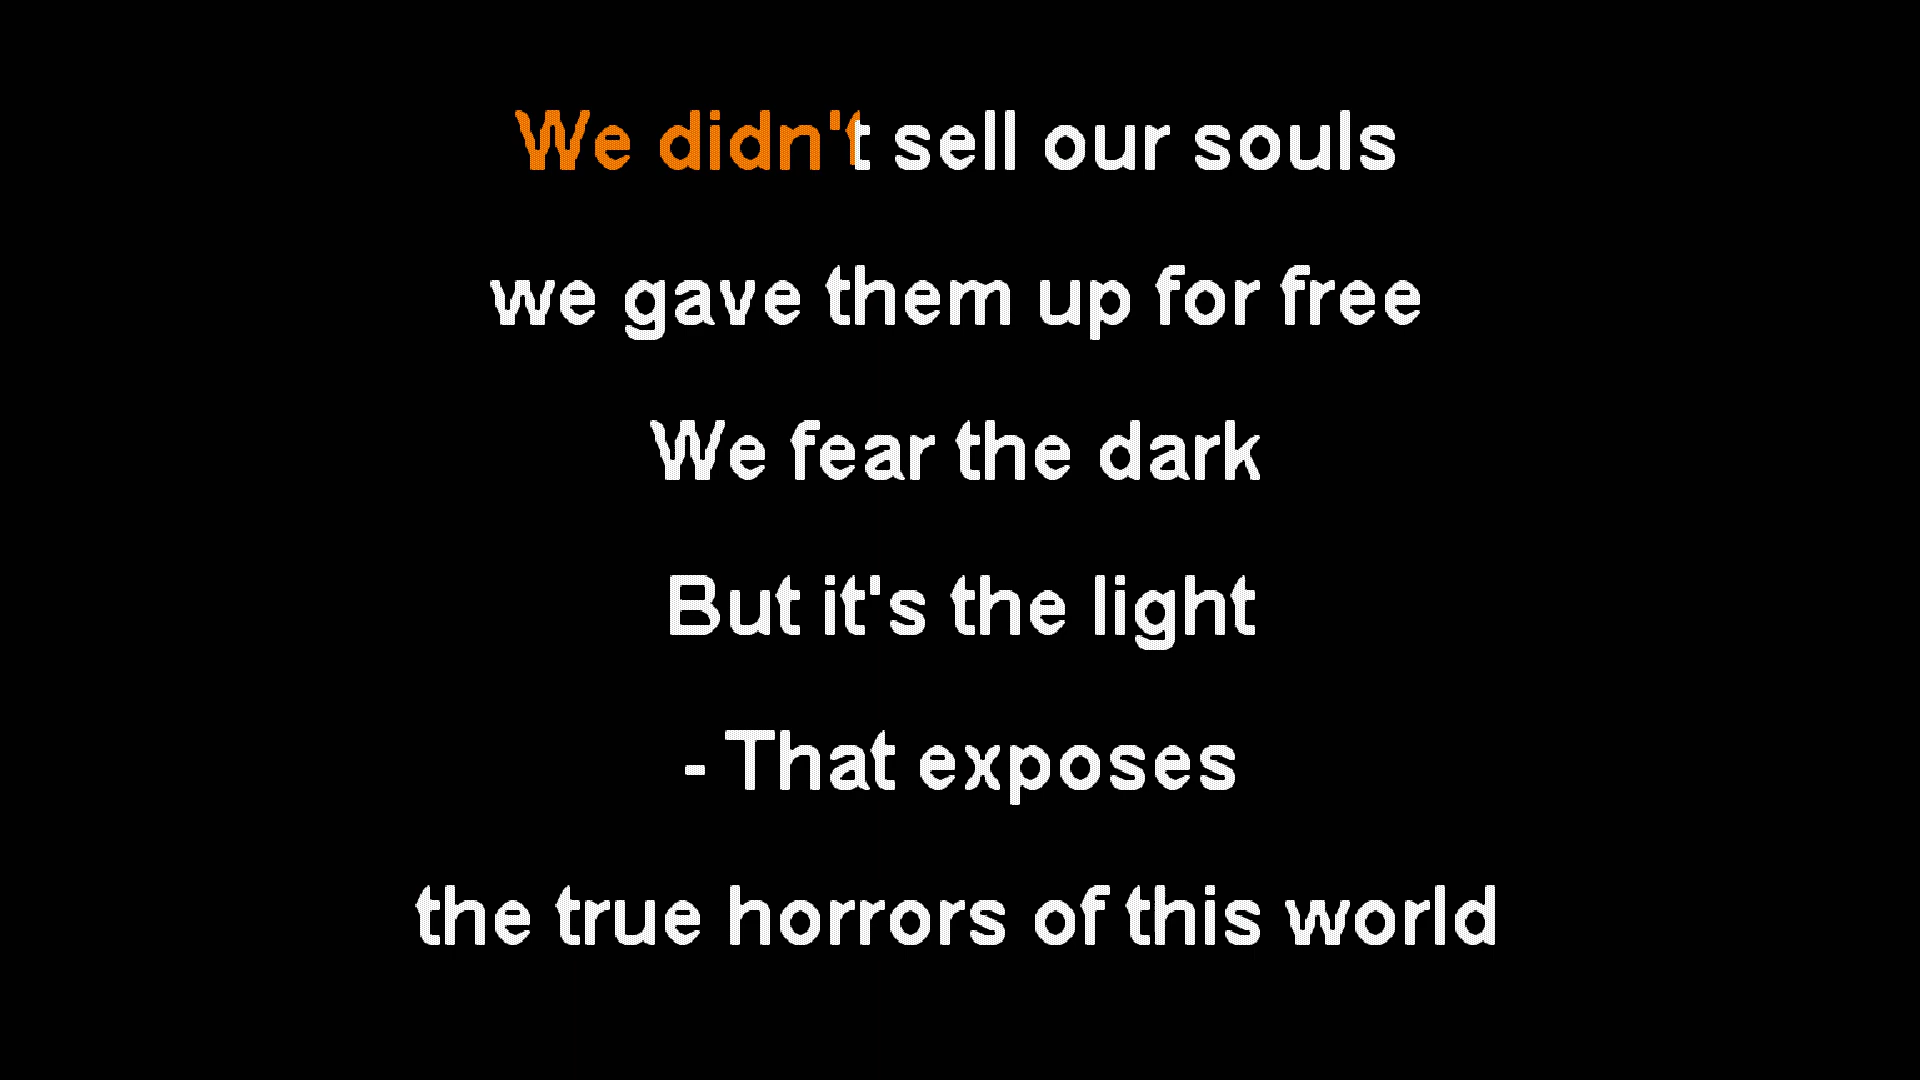 We didn't sell our souls
we gave them up for free
We fear the dark
But it's the light
- That exposes
the true horrors of this world